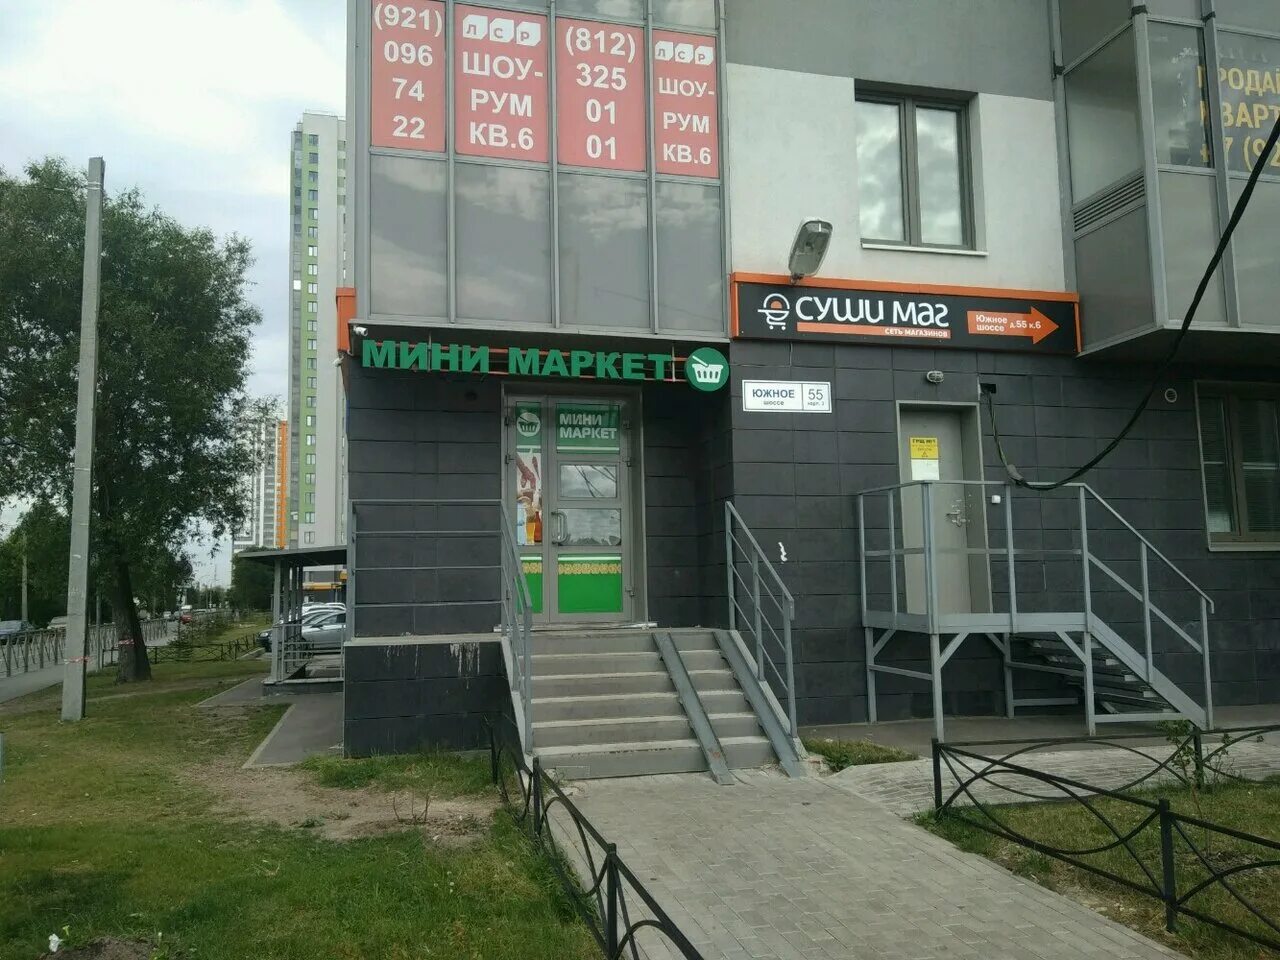 (921)
096
74
22
ЛСР
ШОУ-
РУМ
КВ.6
(812)
325
01
01
ЛСР
ШОУ-
РУМ
КВ.6
СУШИ МАГ
СЕТЬ МАГАЗИНОВ
Южное
шоссе д.55 к.6
МИНИ МАРКЕТ
ЮЖНОЕ
шоссе
55
МИНИ
МАРКЕТ